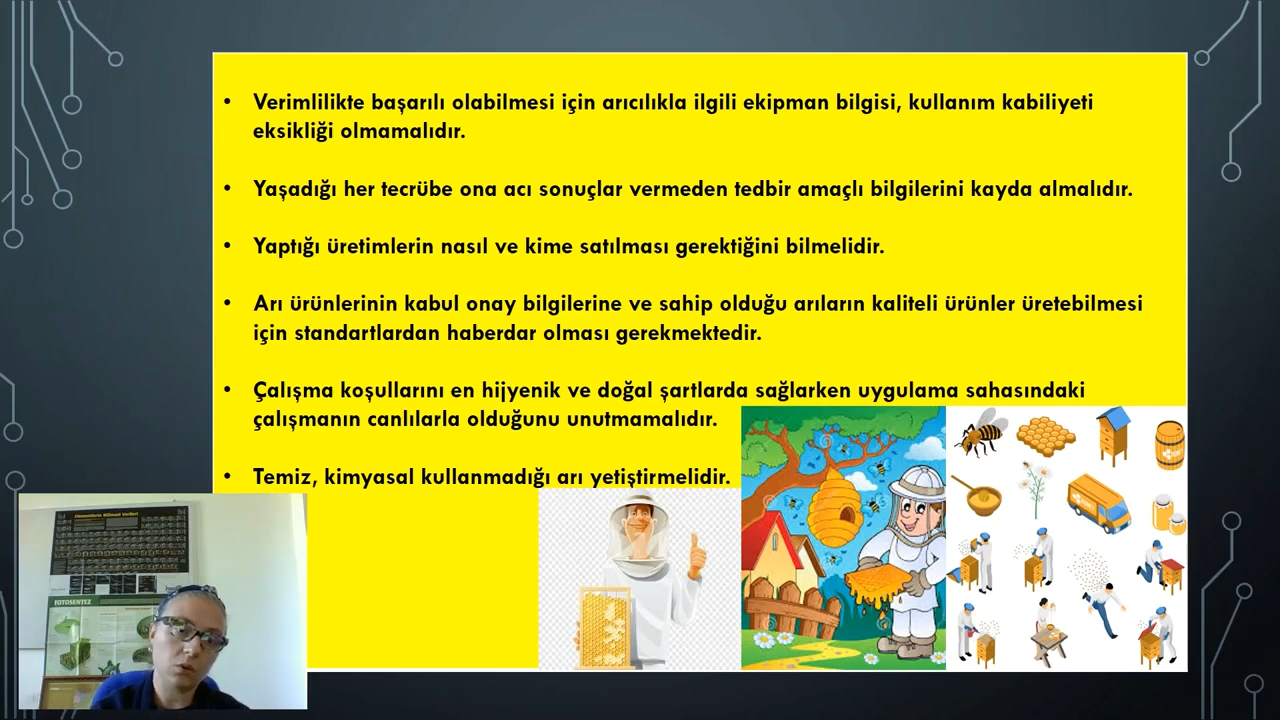 • Verimlilikte başarılı olabilmesi için arıcılıkla ilgili ekipman bilgisi, kullanım kabiliyeti
eksikliği olmamalıdır.
• Yaşadığı her tecrübe ona acı sonuçlar vermeden tedbir amaçlı bilgilerini kayda almalıdır.
• Yaptığı üretimlerin nasıl ve kime satılması gerektiğini bilmelidir.
• Arı ürünlerinin kabul onay bilgilerine ve sahip olduğu arıların kaliteli ürünler üretebilmesi
için standartlardan haberdar olması gerekmektedir.
• Çalışma koşullarını en hijyenik ve doğal şartlarda sağlarken uygulama sahasındaki
çalışmanın canlılarla olduğunu unutmamalıdır.
• Temiz, kimyasal kullanmadığı arı yetiştirmelidir.
FOTOSENTEZ